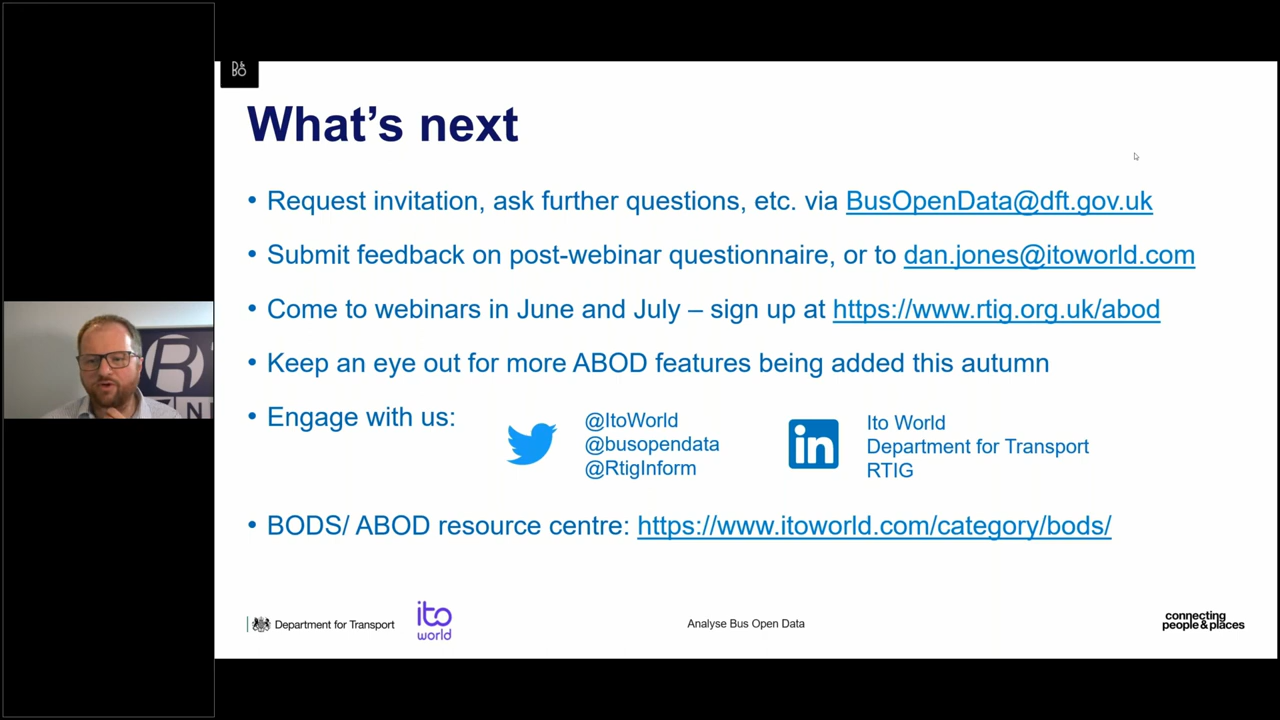 What's next
• Request invitation, ask further questions, etc. via BusOpenData@dft.gov.uk
• Submit feedback on post-webinar questionnaire, or to dan.jones@itoworld.com
• Come to webinars in June and July – sign up at https://www.rtig.org.uk/abod
• Keep an eye out for more ABOD features being added this autumn
• Engage with us:
@ItoWorld
@busopendata
@RtigInform
in
Ito World
Department for Transport
RTIG
• BODS/ ABOD resource centre: https://www.itoworld.com/category/bods/
Department for Transport
ito
world
Analyse Bus Open Data
connecting
people&places